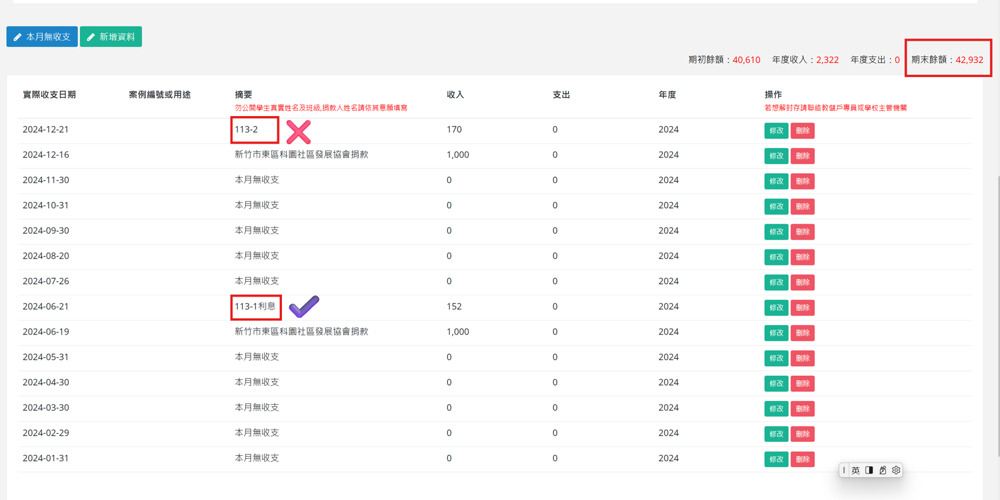 本月無收支 新增資料
期初餘額：40,610 年度收入：2,322 年度支出：0 期末餘額：42,932
實際收支日期 案例編號或用途 摘要 收入 支出 年度 操作
勿公開學生真實姓名及班級,捐款人姓名請依其意願填寫 若想解封存請聯絡教儲戶專員或學校主管機關
2024-12-21 113-2 170 0 2024 修改 刪除
2024-12-16 新竹市東區科園社區發展協會捐款 1,000 0 2024 修改 刪除
2024-11-30 本月無收支 0 0 2024 修改 刪除
2024-10-31 本月無收支 0 0 2024 修改 刪除
2024-09-30 本月無收支 0 0 2024 修改 刪除
2024-08-20 本月無收支 0 0 2024 修改 刪除
2024-07-26 本月無收支 0 0 2024 修改 刪除
2024-06-21 113-1利息 152 0 2024 修改 刪除
2024-06-19 新竹市東區科園社區發展協會捐款 1,000 0 2024 修改 刪除
2024-05-31 本月無收支 0 0 2024 修改 刪除
2024-04-30 本月無收支 0 0 2024 修改 刪除
2024-03-30 本月無收支 0 0 2024 修改 刪除
2024-02-29 本月無收支 0 0 2024 修改 刪除
2024-01-31 本月無收支 0 0 2024 修改 刪除
英